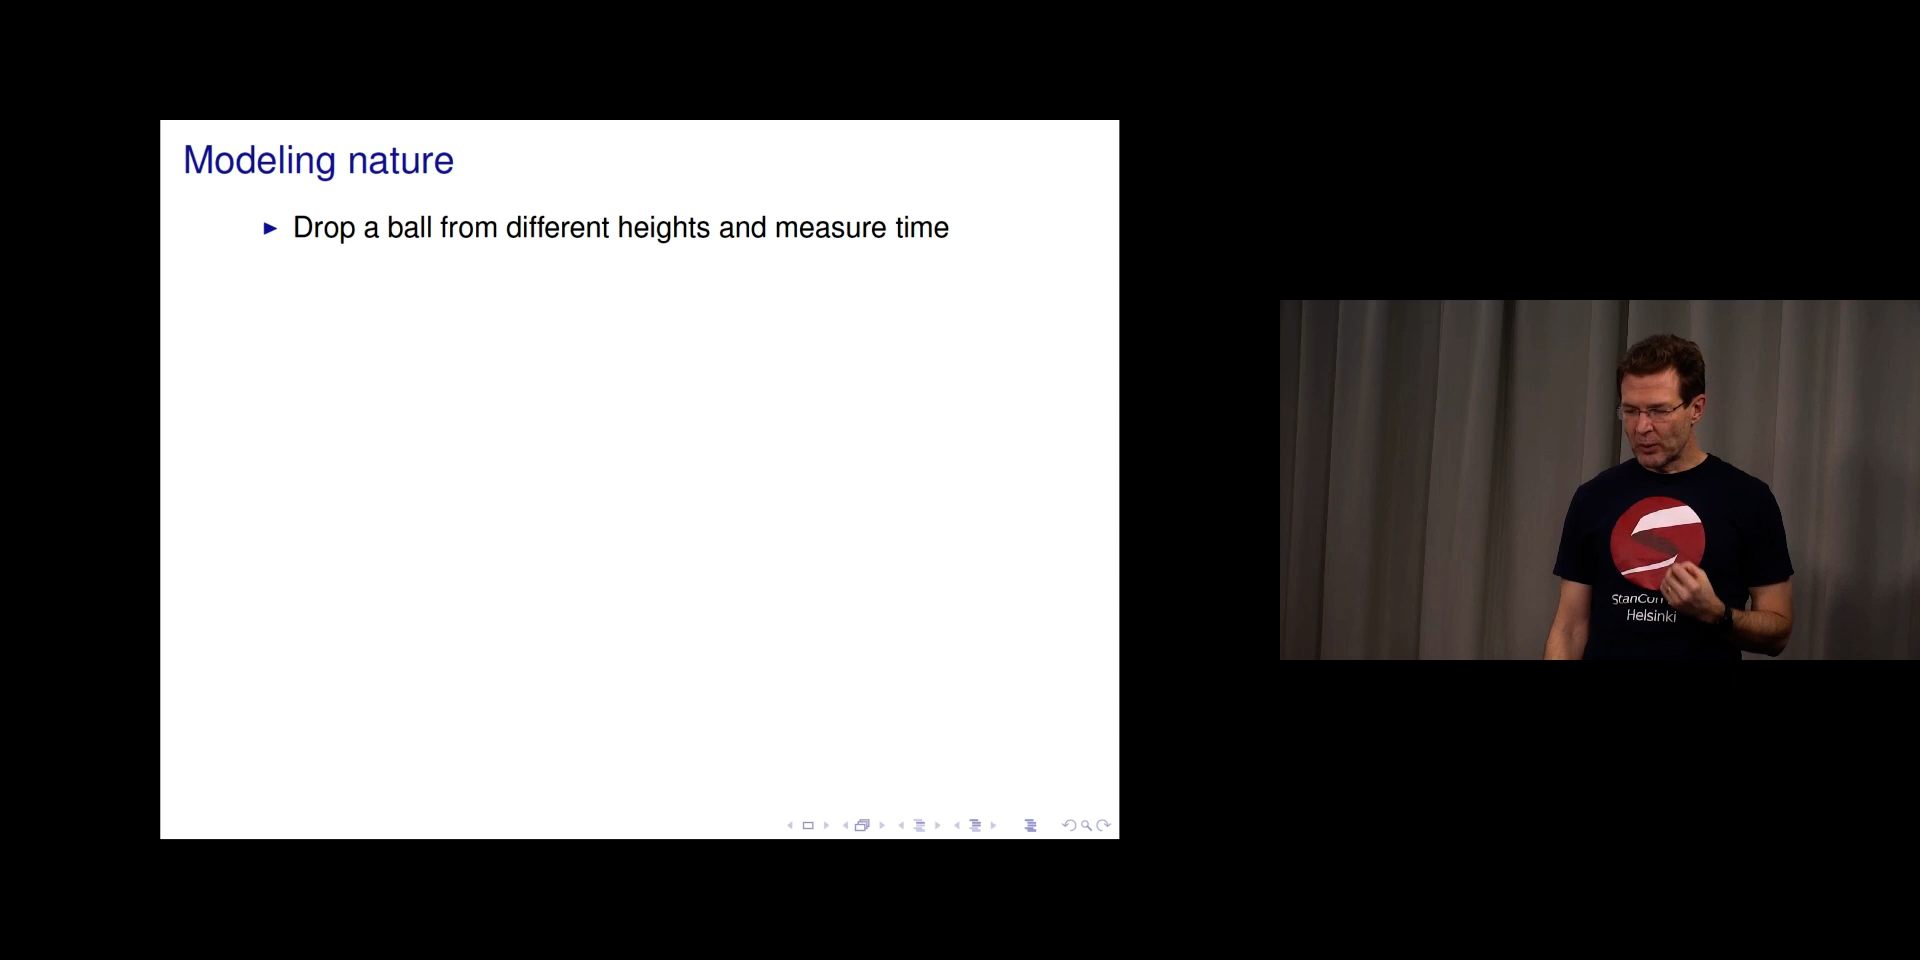 Modeling nature
Drop a ball from different heights and measure time
Helsinki